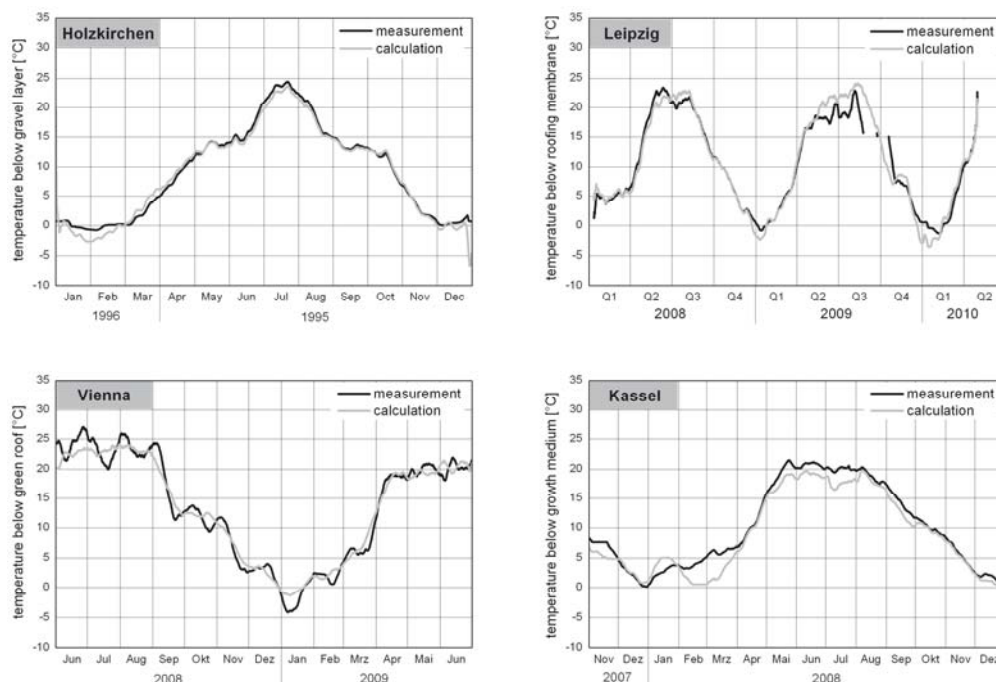 Holzkirchen
measurement
calculation
temperature below gravel layer [°C]
35
30
25
20
15
10
5
0
-5
-10
Jan Feb Mar Apr May Jun Jul Aug Sep Oct Nov Dec
1996 1995
Leipzig
measurement
calculation
temperature below roofing membrane [°C]
35
30
25
20
15
10
5
0
-5
-10
Q1 Q2 Q3 Q4 Q1 Q2 Q3 Q4 Q1 Q2
2008 2009 2010
Vienna
measurement
calculation
temperature below green roof [°C]
35
30
25
20
15
10
5
0
-5
-10
Jun Jul Aug Sep Okt Nov Dez Jan Feb Mrz Apr Mai Jun
2008 2009
Kassel
measurement
calculation
temperature below growth medium [°C]
35
30
25
20
15
10
5
0
-5
-10
Nov Dez Jan Feb Mrz Apr Mai Jun Jul Aug Sep Okt Nov Dez
2007 2008